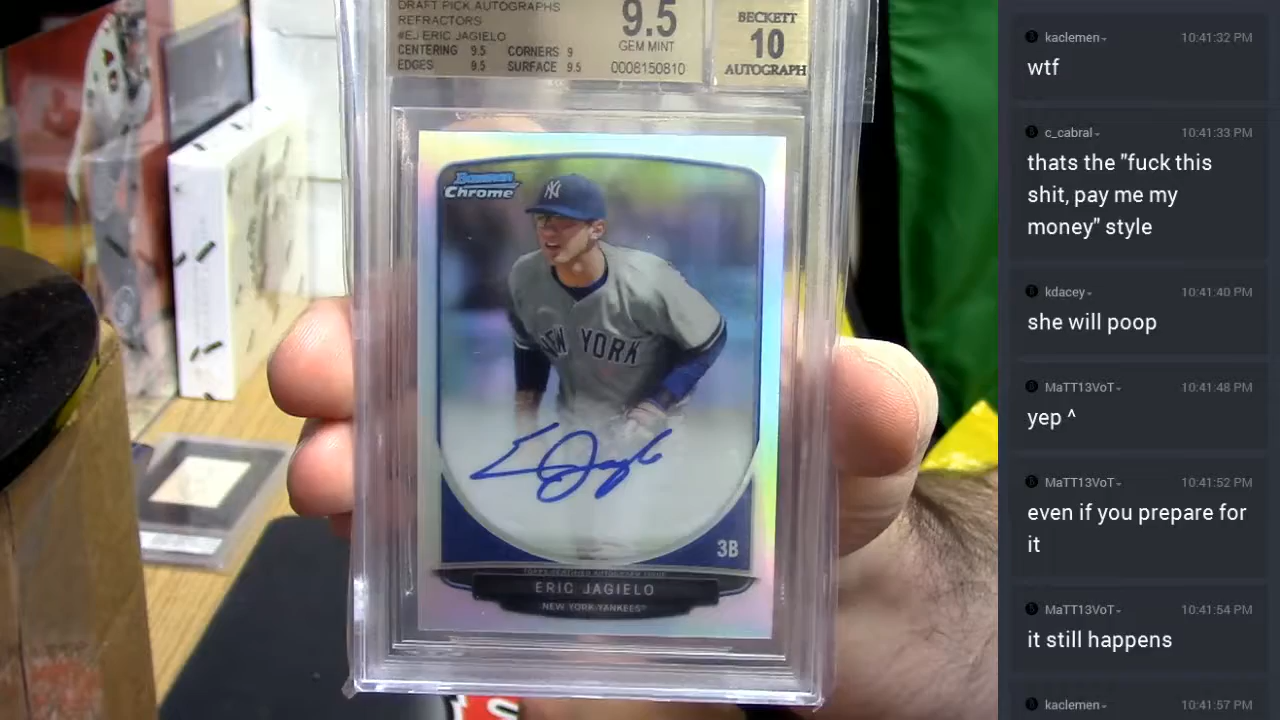 DRAFT PICK AUTOGRAPHS
REFRACTORS
#EJ ERIC JAGIELO
CENTERING 9.5 CORNERS 9
EDGES 9.5 SURFACE 9.5
9.5
GEM MINT
0008150810
BECKETT
10
AUTOGRAPH
Bowman
Chrome
NY
NEW YORK
3B
TOPPS CERTIFIED AUTOGRAPH ISSUE
ERIC JAGIELO
NEW YORK YANKEES®
kaclemen 10:41:32 PM
wtf
c_cabral 10:41:33 PM
thats the "fuck this
shit, pay me my
money" style
kdacey 10:41:40 PM
she will poop
MaTT13VoT 10:41:48 PM
yep ^
MaTT13VoT 10:41:52 PM
even if you prepare for
it
MaTT13VoT 10:41:54 PM
it still happens
kaclemen 10:41:57 PM